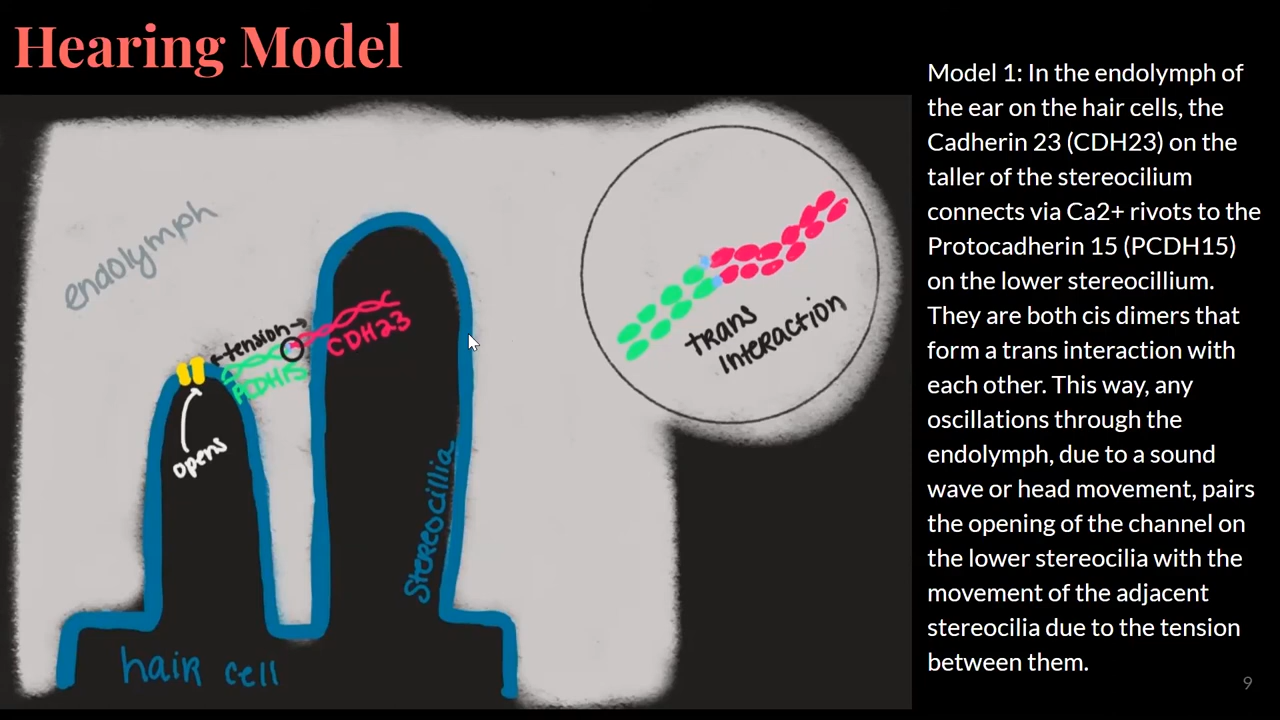 Hearing Model
Model 1: In the endolymph of
the ear on the hair cells, the
Cadherin 23 (CDH23) on the
taller of the stereocilium
connects via Ca2+ rivots to the
Protocadherin 15 (PCDH15)
on the lower stereocillium.
They are both cis dimers that
form a trans interaction with
each other. This way, any
oscillations through the
endolymph, due to a sound
wave or head movement, pairs
the opening of the channel on
the lower stereocilia with the
movement of the adjacent
stereocilia due to the tension
between them.
endolymph
tension
CDH23
PCDH15
opens
Stereocillia
hair cell
trans
Interaction
9